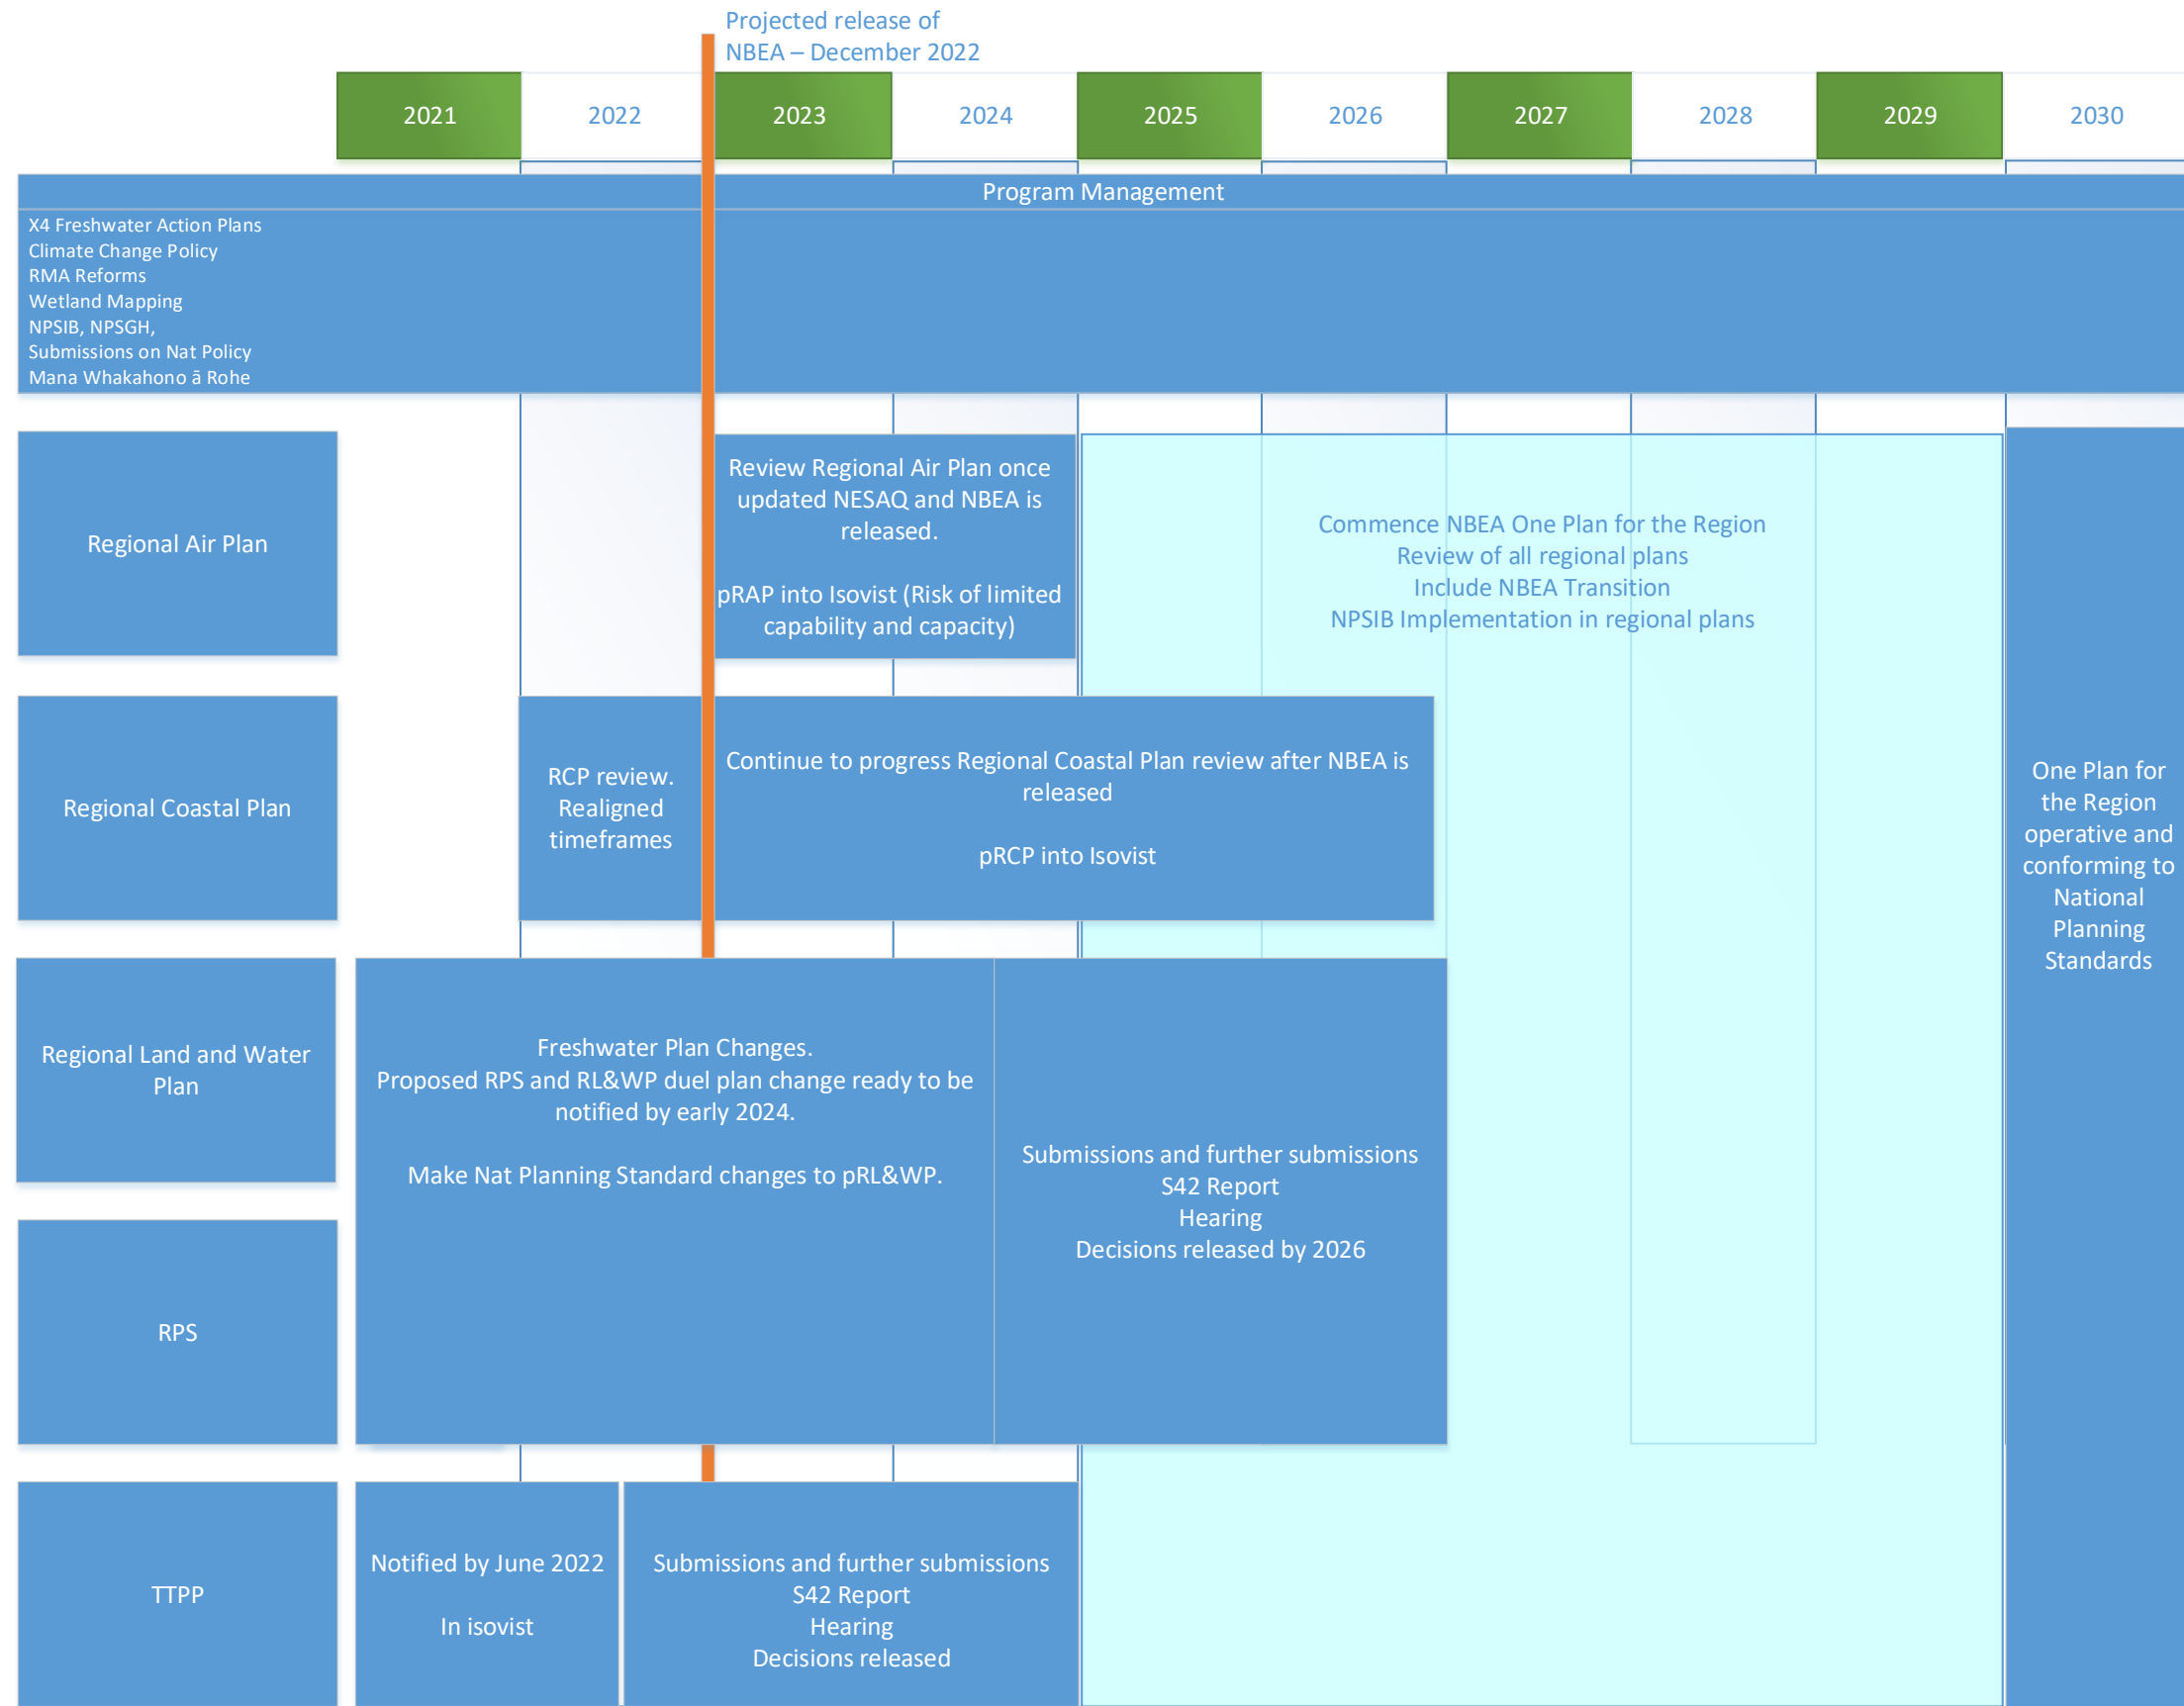 Projected release of
NBEA – December 2022
2021 2022 2023 2024 2025 2026 2027 2028 2029 2030
Program Management
X4 Freshwater Action Plans
Climate Change Policy
RMA Reforms
Wetland Mapping
NPSIB, NPSGH,
Submissions on Nat Policy
Mana Whakahono ā Rohe
Regional Air Plan
Review Regional Air Plan once
updated NESAQ and NBEA is
released.
pRAP into Isovist (Risk of limited
capability and capacity)
Commence NBEA One Plan for the Region
Review of all regional plans
Include NBEA Transition
NPSIB Implementation in regional plans
One Plan for
the Region
operative and
conforming to
National
Planning
Standards
Regional Coastal Plan
RCP review.
Realigned
timeframes
Continue to progress Regional Coastal Plan review after NBEA is
released
pRCP into Isovist
Regional Land and Water
Plan
Freshwater Plan Changes.
Proposed RPS and RL&WP duel plan change ready to be
notified by early 2024.
Make Nat Planning Standard changes to pRL&WP.
Submissions and further submissions
S42 Report
Hearing
Decisions released by 2026
RPS
TTPP
Notified by June 2022
In isovist
Submissions and further submissions
S42 Report
Hearing
Decisions released